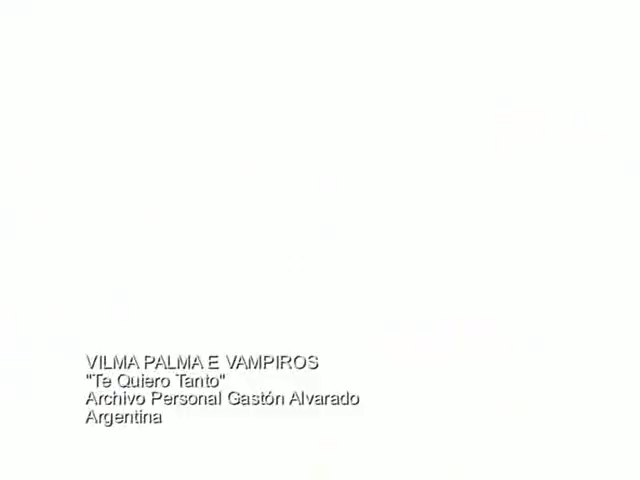 VILMA PALMA E VAMPIROS
"Te Quiero Tanto"
Archivo Personal Gastón Alvarado
Argentina